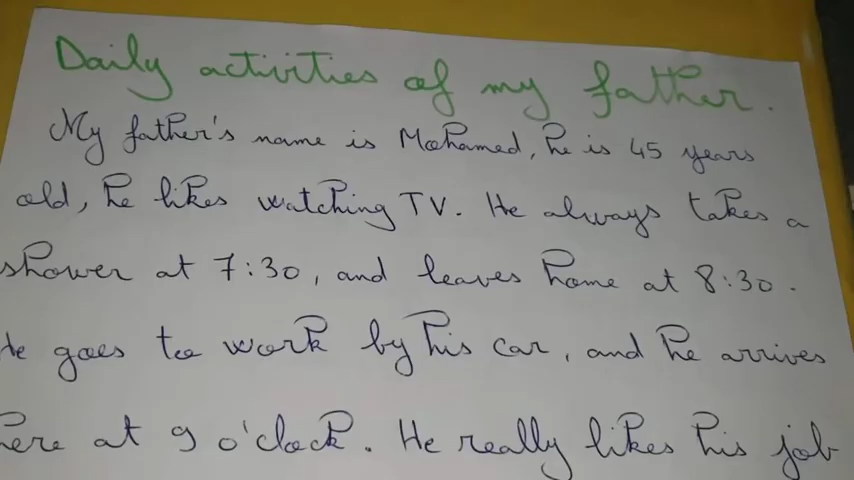 Daily activities of my father.
My father's name is Mohamed, he is 45 years
old, he likes watching TV. He always takes a
shower at 7:30, and leaves home at 8:30.
He goes to work by his car, and he arrives
here at 9 o'clock. He really likes his job